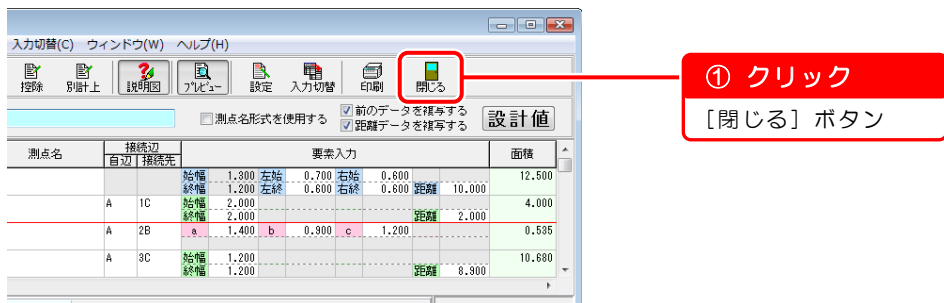 入力切替(C) ウィンドウ(W) ヘルプ(H)
控除 別計上 説明図 プレビュー 設定 入力切替 印刷 閉じる
① クリック
[閉じる] ボタン
測点名形式を使用する 前のデータを複写する 設計値
距離データを複写する
測点名 接続辺 要素入力 面積
自辺 接続先
始幅 1.300 左始 0.700 右始 0.600 12.500
終幅 1.200 左終 0.600 右終 0.600 距離 10.000
A 1C 始幅 2.000 4.000
終幅 2.000 距離 2.000
A 2B a 1.400 b 0.900 c 1.200 0.535
A 3C 始幅 1.200 10.680
終幅 1.200 距離 8.900